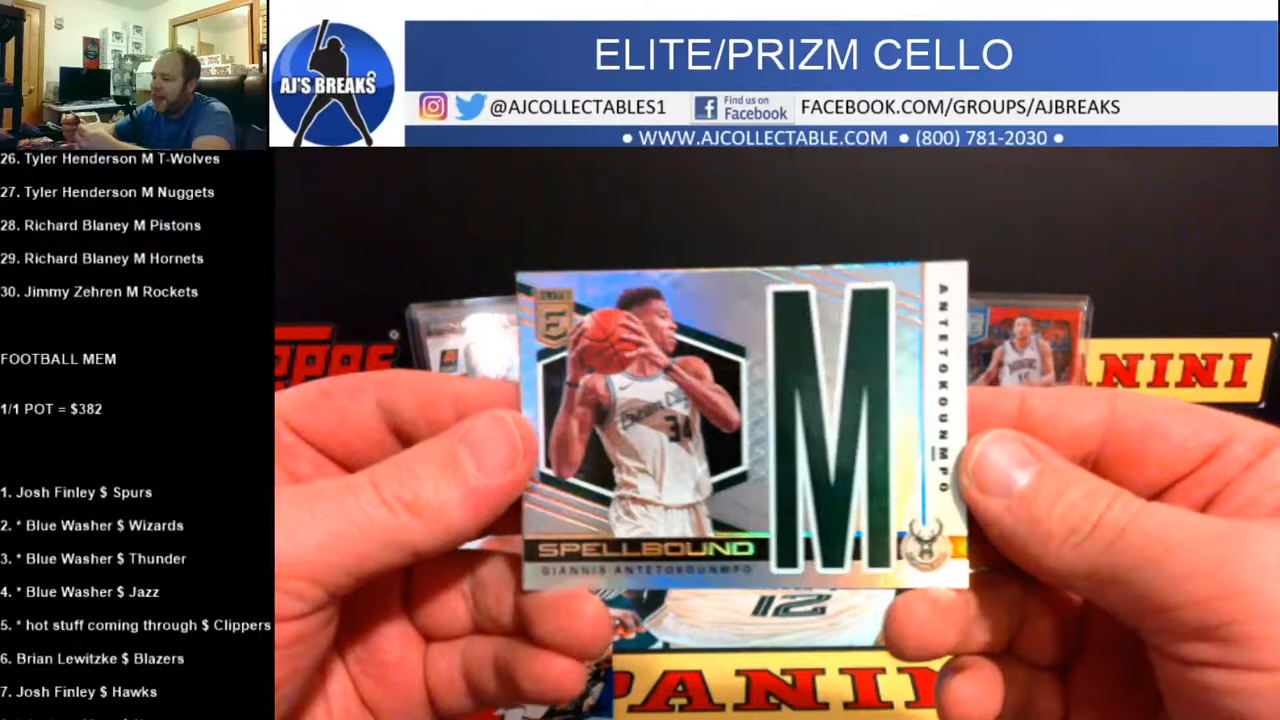 ELITE/PRIZM CELLO
AJ'S BREAKS
@AJCOLLECTABLES1
Find us on
Facebook
FACEBOOK.COM/GROUPS/AJBREAKS
• WWW.AJCOLLECTABLE.COM • (800) 781-2030 •
26. Tyler Henderson M T-Wolves
27. Tyler Henderson M Nuggets
28. Richard Blaney M Pistons
29. Richard Blaney M Hornets
30. Jimmy Zehren M Rockets
FOOTBALL MEM
1/1 POT = $382
1. Josh Finley $ Spurs
2. * Blue Washer $ Wizards
3. * Blue Washer $ Thunder
4. * Blue Washer $ Jazz
5. * hot stuff coming through $ Clippers
6. Brian Lewitzke $ Blazers
7. Josh Finley $ Hawks
E
34
M
ANTETOKOUNMPO
SPELLBOUND
GIANNIS ANTETOKOUNMPO
12
PANINI